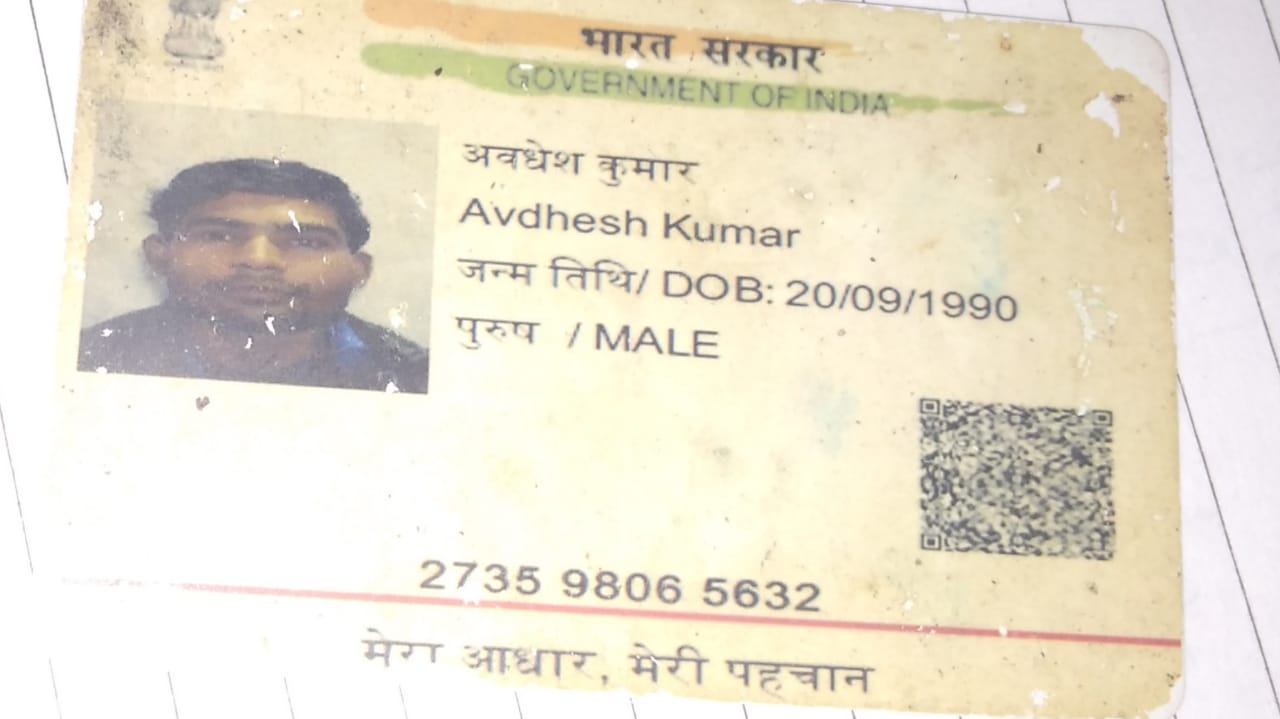 भारत सरकार
GOVERNMENT OF INDIA
अवधेश कुमार
Avdhesh Kumar
जन्म तिथि/ DOB: 20/09/1990
पुरुष / MALE
2735 9806 5632
मेरा आधार, मेरी पहचान